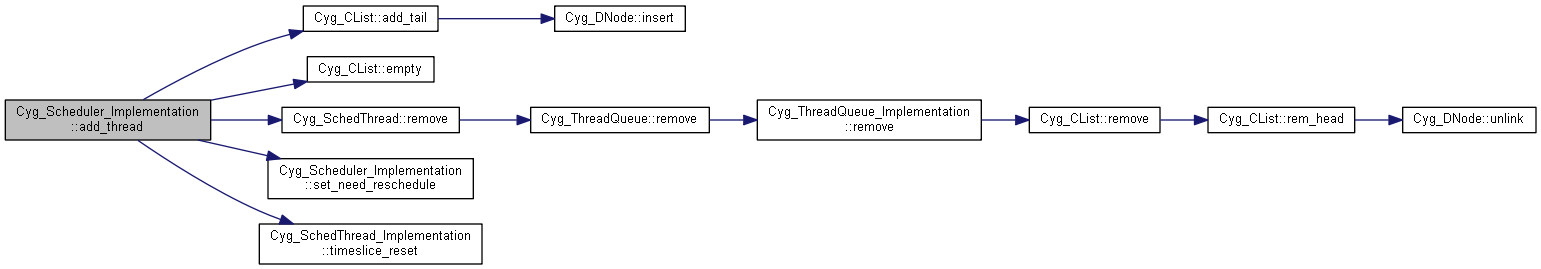 Cyg_CList::add_tail
Cyg_DNode::insert
Cyg_CList::empty
Cyg_Scheduler_Implementation
::add_thread
Cyg_SchedThread::remove
Cyg_ThreadQueue::remove
Cyg_ThreadQueue_Implementation
::remove
Cyg_CList::remove
Cyg_CList::rem_head
Cyg_DNode::unlink
Cyg_Scheduler_Implementation
::set_need_reschedule
Cyg_SchedThread_Implementation
::timeslice_reset